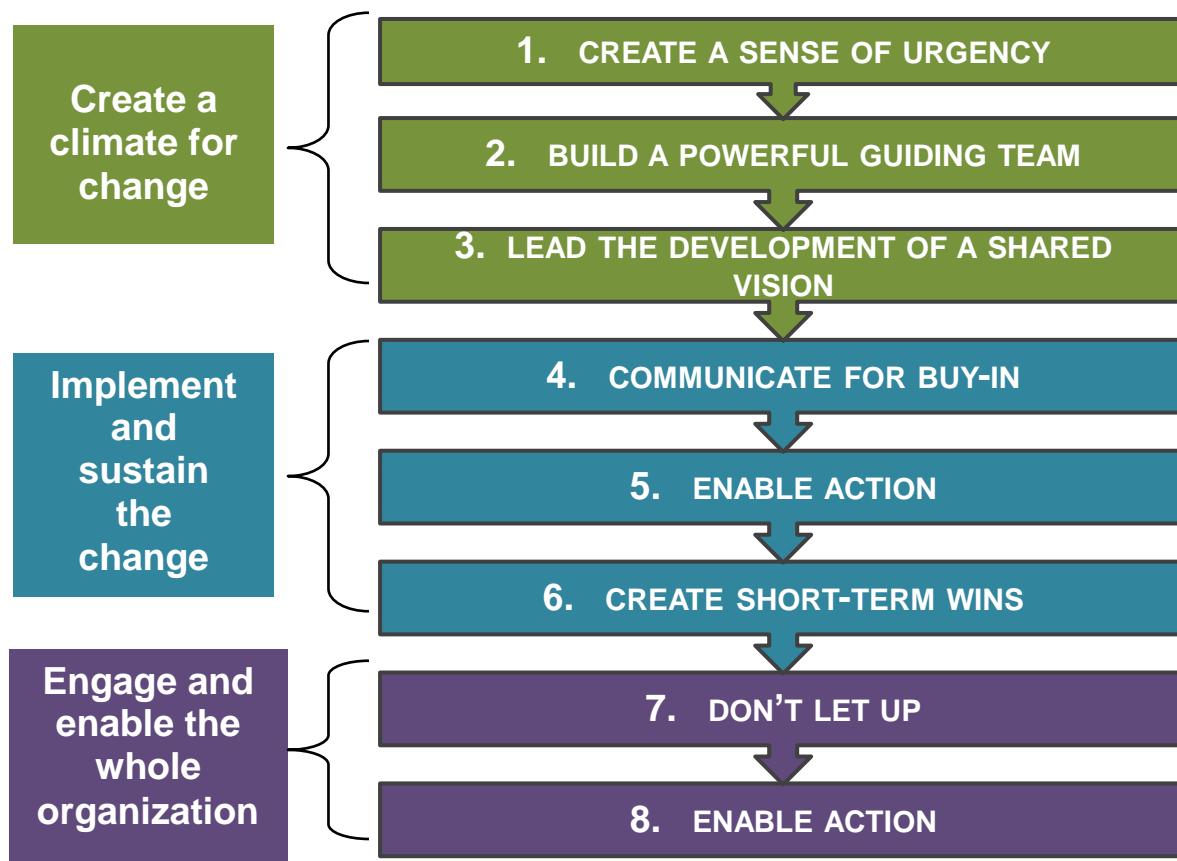 Create a
climate for
change
1. CREATE A SENSE OF URGENCY
2. BUILD A POWERFUL GUIDING TEAM
3. LEAD THE DEVELOPMENT OF A SHARED
VISION
Implement
and
sustain
the
change
4. COMMUNICATE FOR BUY-IN
5. ENABLE ACTION
6. CREATE SHORT-TERM WINS
Engage and
enable the
whole
organization
7. DON’T LET UP
8. ENABLE ACTION